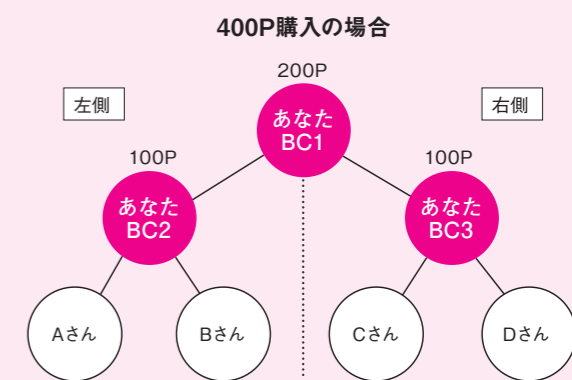 400P購入の場合
200P
左側
右側
あなた
BC1
100P
100P
あなた
BC2
あなた
BC3
Aさん
Bさん
Cさん
Dさん